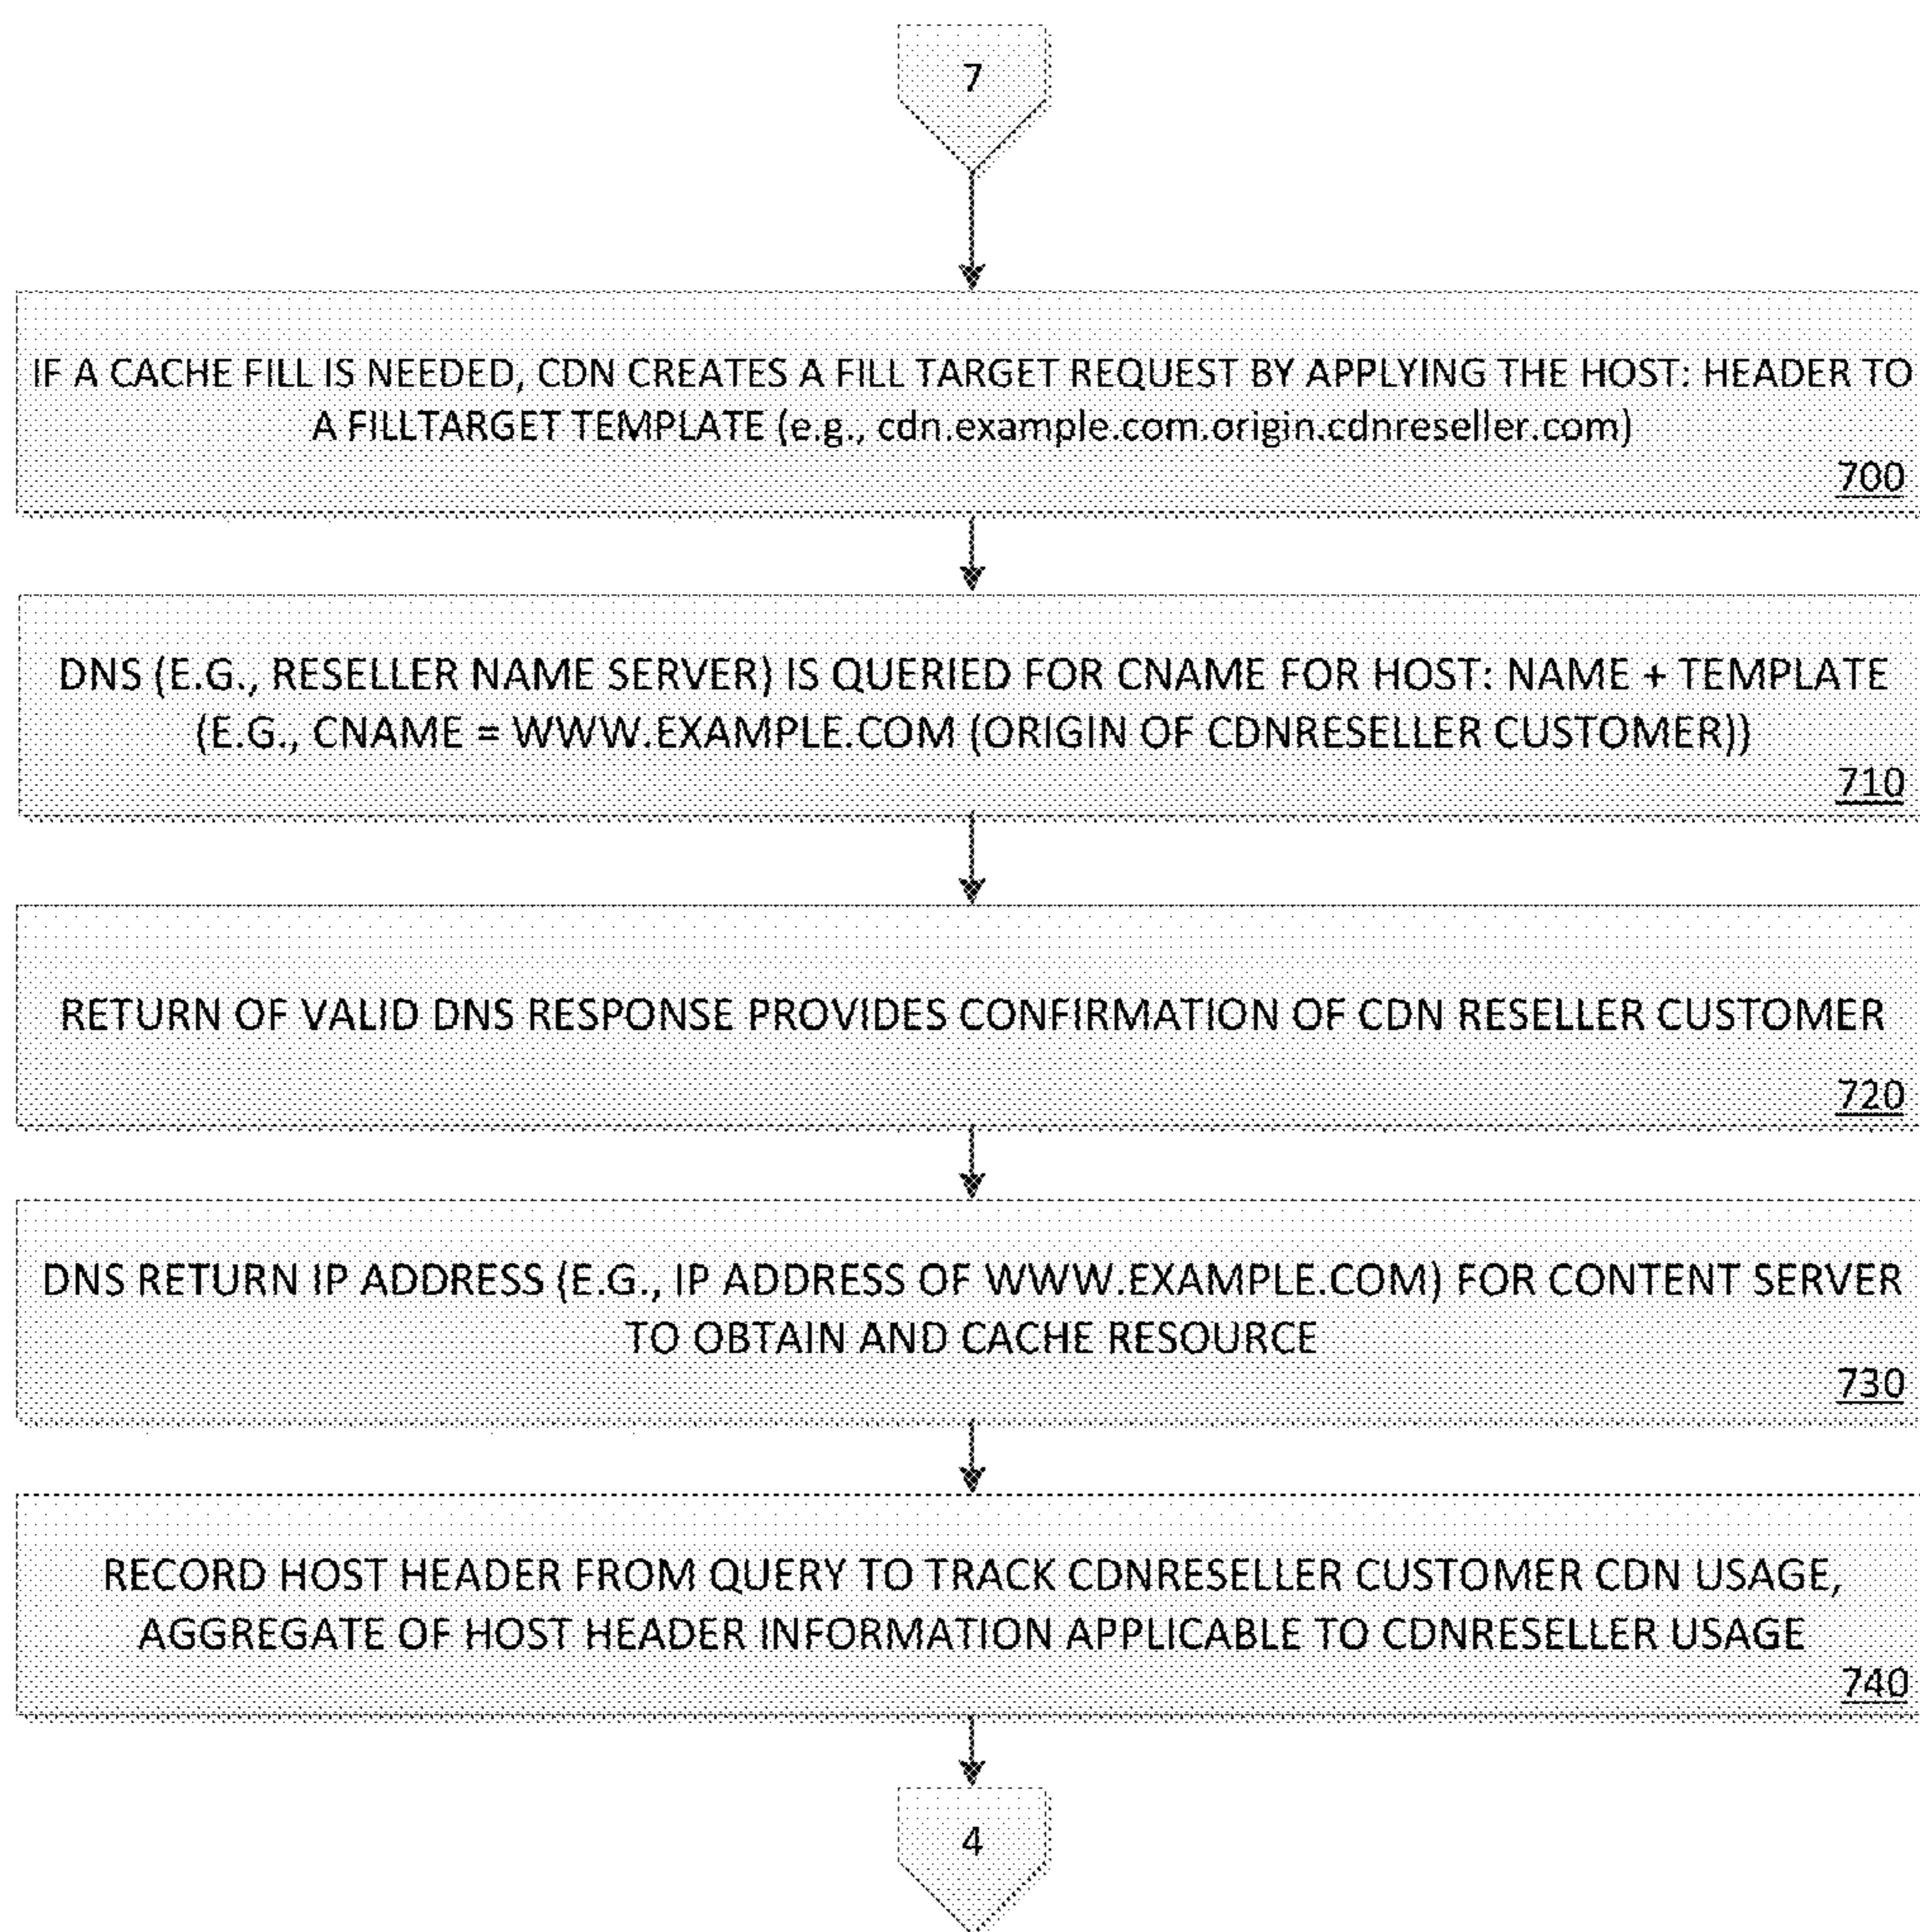 7
IF A CACHE FILL IS NEEDED, CDN CREATES A FILL TARGET REQUEST BY APPLYING THE HOST: HEADER TO
A FILLTARGET TEMPLATE (e.g., cdn.example.com.origin.cdnreseller.com)
700
DNS (E.G., RESELLER NAME SERVER) IS QUERIED FOR CNAME FOR HOST: NAME + TEMPLATE
(E.G., CNAME = WWW.EXAMPLE.COM (ORIGIN OF CDNRESELLER CUSTOMER))
710
RETURN OF VALID DNS RESPONSE PROVIDES CONFIRMATION OF CDN RESELLER CUSTOMER
720
DNS RETURN IP ADDRESS (E.G., IP ADDRESS OF WWW.EXAMPLE.COM) FOR CONTENT SERVER
TO OBTAIN AND CACHE RESOURCE
730
RECORD HOST HEADER FROM QUERY TO TRACK CDNRESELLER CUSTOMER CDN USAGE,
AGGREGATE OF HOST HEADER INFORMATION APPLICABLE TO CDNRESELLER USAGE
740
4